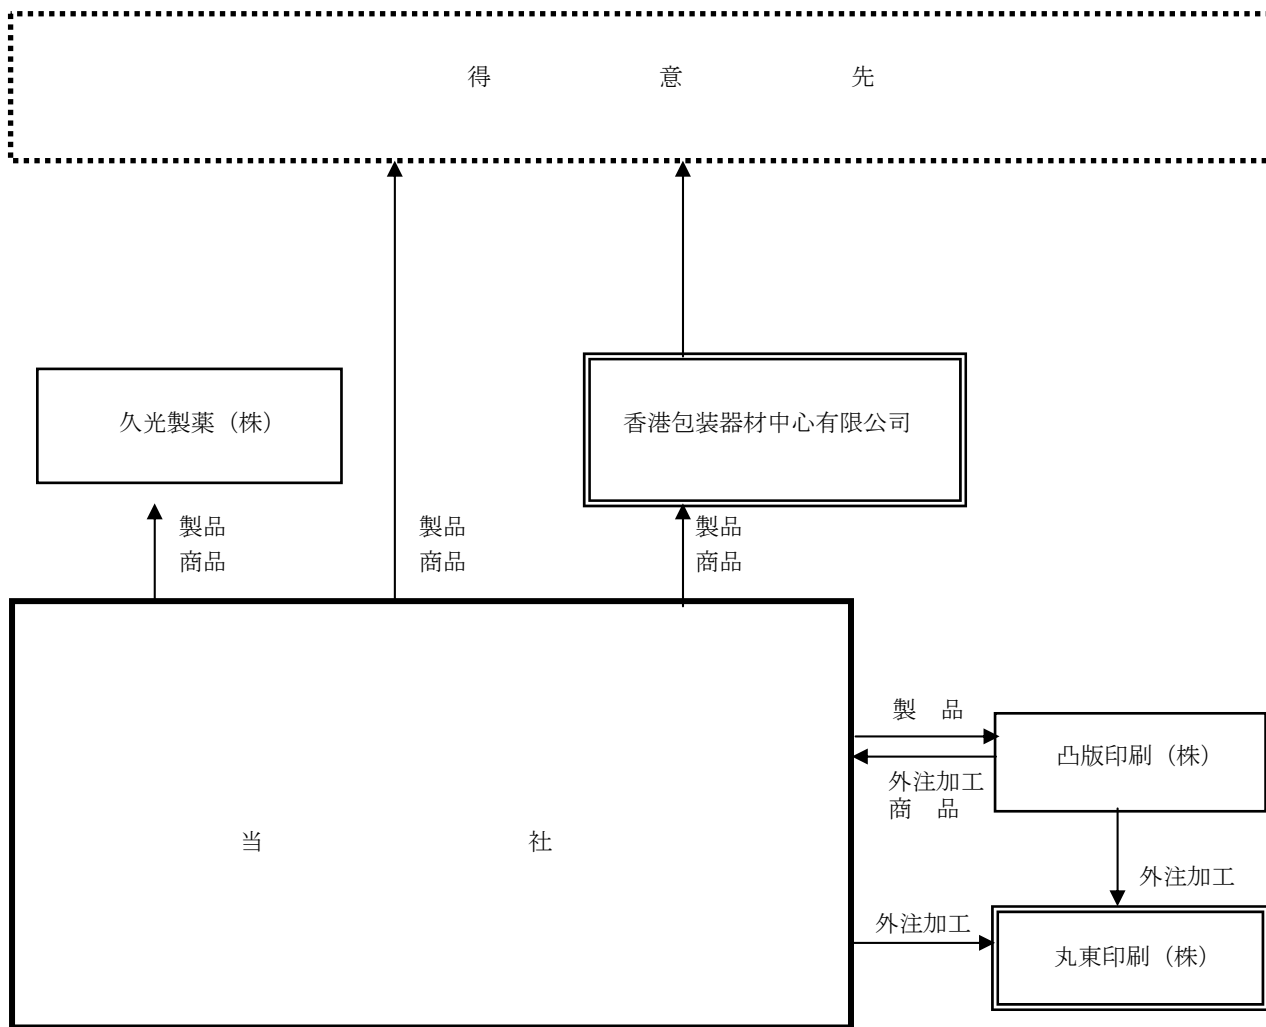 得 意 先
久光製薬（株）
香港包装器材中心有限公司
製品
商品
製品
商品
製品
商品
製 品
凸版印刷（株）
外注加工
商 品
当 社
外注加工
外注加工
丸東印刷（株）